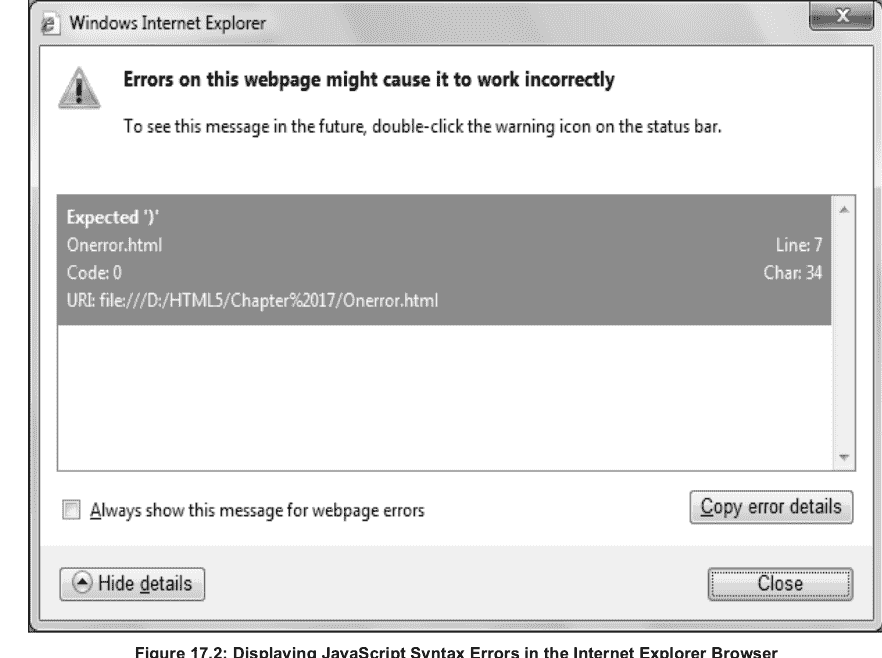 Windows Internet Explorer
X
Errors on this webpage might cause it to work incorrectly
To see this message in the future, double-click the warning icon on the status bar.
Expected ')'
Onerror.html Line: 7
Code: 0 Char: 34
URI: file:///D:/HTML5/Chapter%2017/Onerror.html
Always show this message for webpage errors
Copy error details
Hide details
Close
Figure 17.2: Displaying JavaScript Syntax Errors in the Internet Explorer Browser